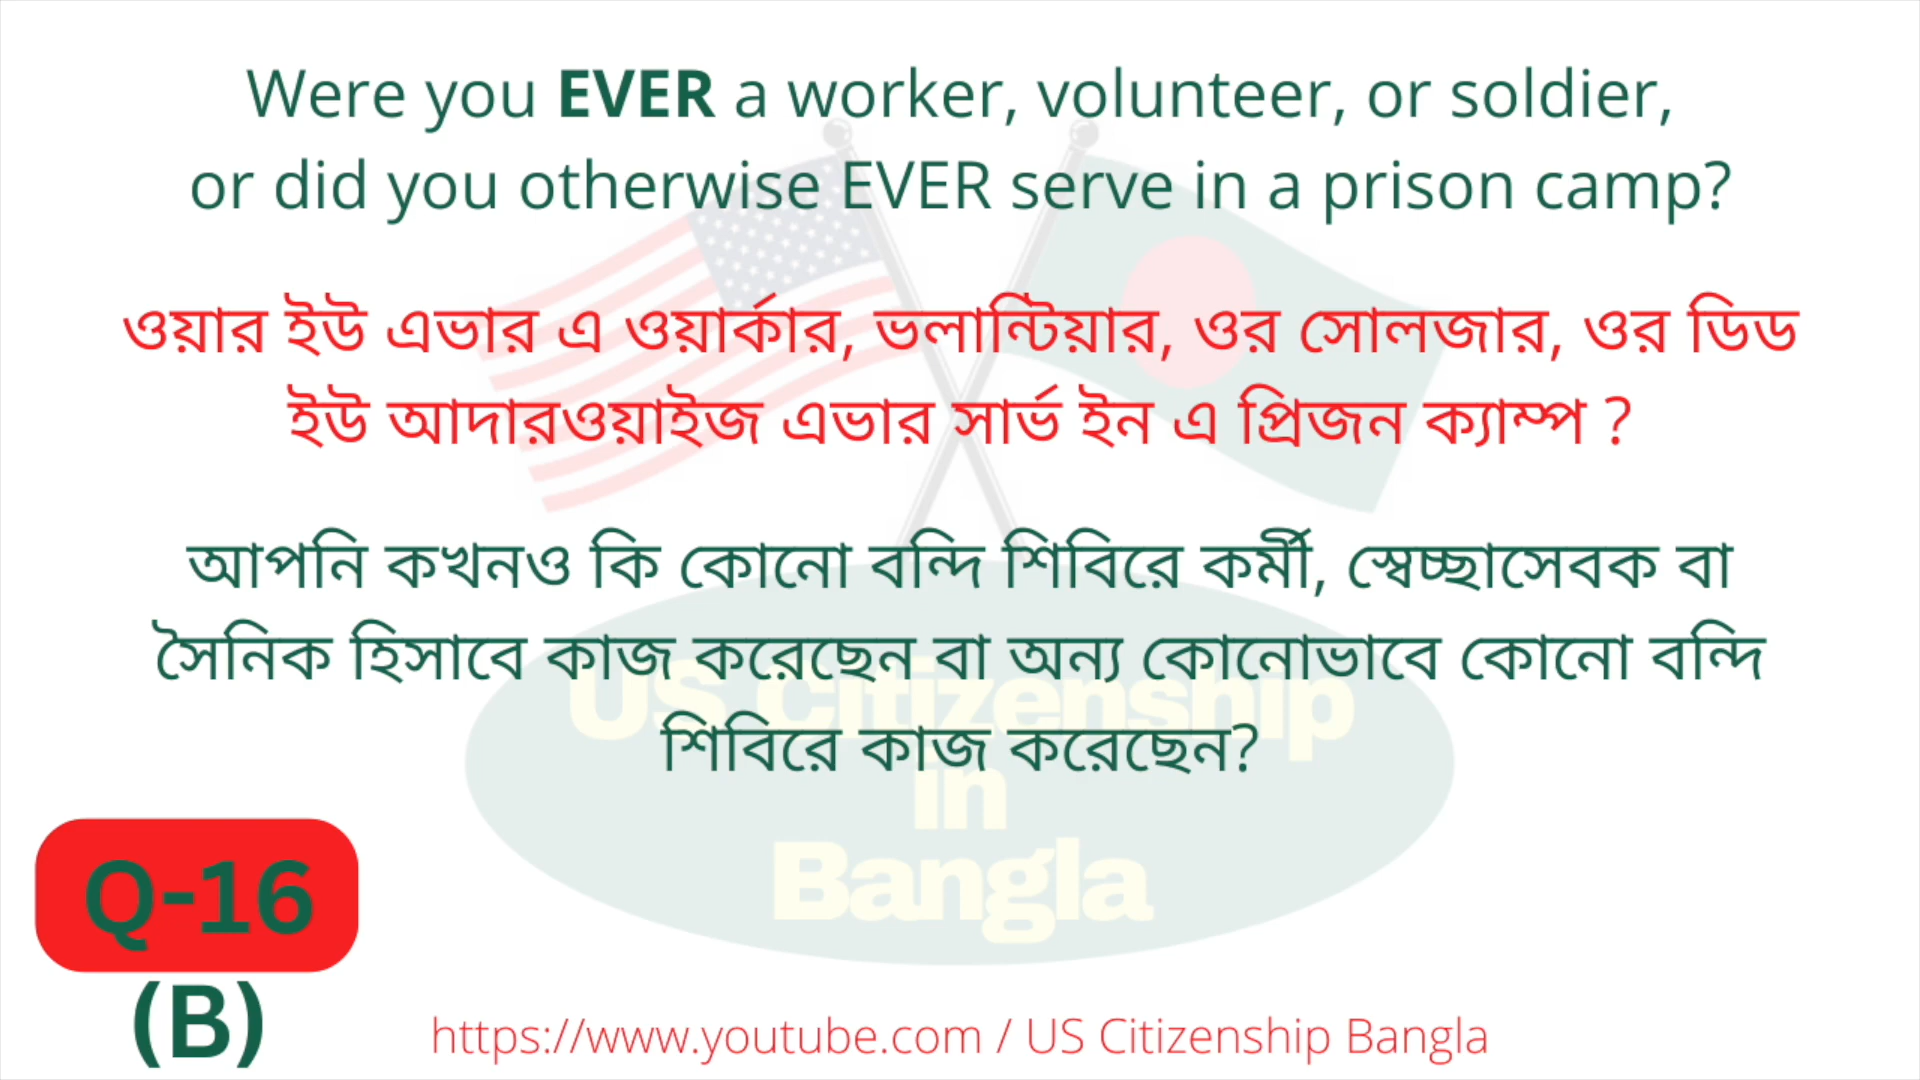 Were you EVER a worker, volunteer, or soldier,
or did you otherwise EVER serve in a prison camp?
ওয়ার ইউ এভার এ ওয়ার্কার, ভলান্টিয়ার, ওর সোলজার, ওর ডিড
ইউ আদারওয়াইজ এভার সার্ভ ইন এ প্রিজন ক্যাম্প ?
আপনি কখনও কি কোনো বন্দি শিবিরে কর্মী, স্বেচ্ছাসেবক বা
সৈনিক হিসাবে কাজ করেছেন বা অন্য কোনোভাবে কোনো বন্দি
শিবিরে কাজ করেছেন?
US Citizenship
in
Bangla
Q-16
(B)
https://www.youtube.com / US Citizenship Bangla